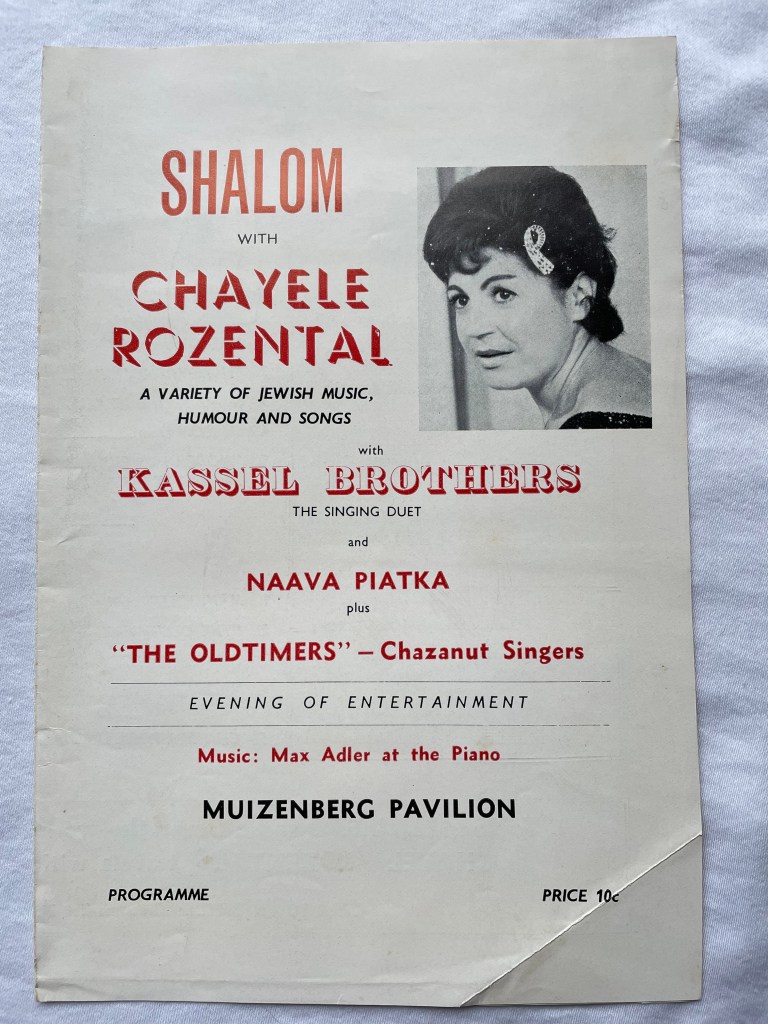 SHALOM
WITH
CHAYELE
ROZENTAL
A VARIETY OF JEWISH MUSIC,
HUMOUR AND SONGS
with
KASSEL BROTHERS
THE SINGING DUET
and
NAAVA PIATKA
plus
“THE OLDTIMERS” – Chazanut Singers
EVENING OF ENTERTAINMENT
Music: Max Adler at the Piano
MUIZENBERG PAVILION
PROGRAMME
PRICE 10c